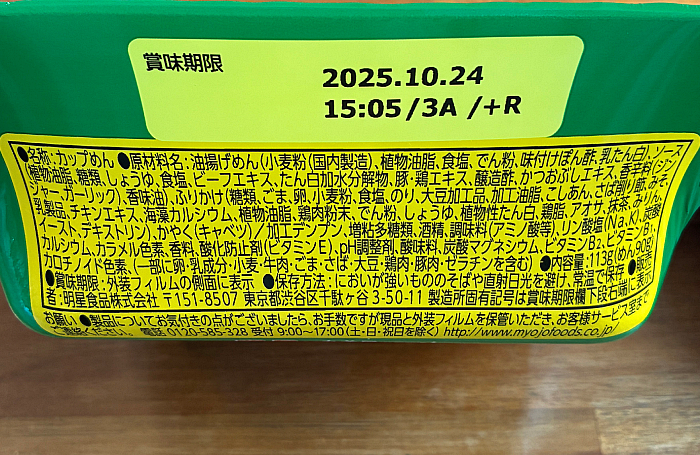 賞味期限
2025.10.24
15:05/3A /+R
●名称:カップめん ●原材料名:油揚げめん(小麦粉(国内製造)、植物油脂、食塩、でん粉、味付けぽん酢、乳たん白)、ソース
(植物油脂、糖類、しょうゆ、食塩、ビーフエキス、たん白加水分解物、豚・鶏エキス、醸造酢、かつおぶしエキス、香辛料(ジン
ジャー、ガーリック)、香味油)、ふりかけ(糖類、ごま、卵、小麦粉、食塩、のり、大豆加工品、加工油脂、こしあん、さば削り節、みそ、
乳製品、チキンエキス、海藻カルシウム、植物油脂、鶏肉粉末、でん粉、しょうゆ、植物性たん白、鶏脂、アオサ、抹茶、みりん、
イースト、デキストリン)、かやく(キャベツ)/加工デンプン、増粘多糖類、酒精、調味料(アミノ酸等)、リン酸塩(Na、K)、炭酸
カルシウム、カラメル色素、香料、酸化防止剤(ビタミンE)、pH調整剤、酸味料、炭酸マグネシウム、ビタミンB₂、ビタミンB₁、
カロチノイド色素、(一部に卵・乳成分・小麦・牛肉・ごま・さば・大豆・鶏肉・豚肉・ゼラチンを含む) ●内容量:113g(めん90g)
●賞味期限:外装フィルムの側面に表示 ●保存方法:においが強いもののそばや直射日光を避け、常温で保存 ●製造
者:明星食品株式会社 〒151-8507 東京都渋谷区千駄ヶ谷3-50-11 製造所固有記号は賞味期限欄下段右端に表示
お願い ●製品についてお気付きの点がございましたら、お手数ですが現品と外装フィルムを保管いただき、お客様サービス室まで
ご連絡ください。 電話 0120-585-328 受付 9:00~17:00(土・日・祝日を除く) http://www.myojofoods.co.jp/